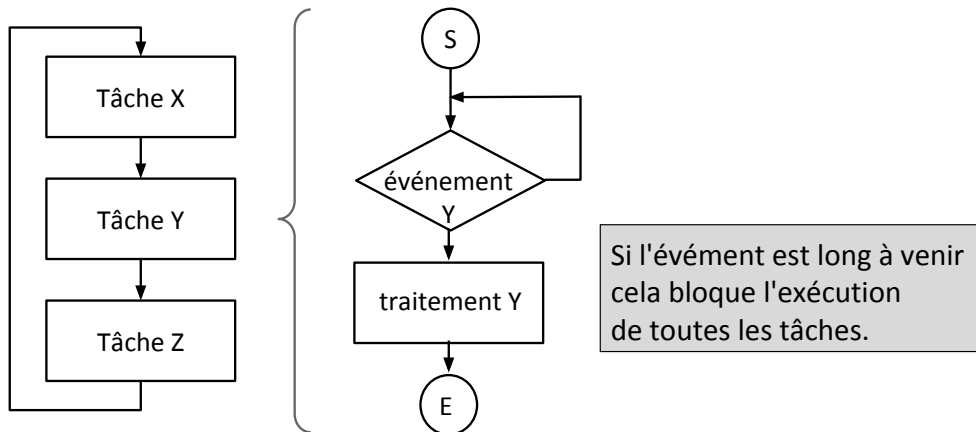 Tâche X
Tâche Y
Tâche Z
S
événement
Y
traitement Y
E
Si l'évément est long à venir
cela bloque l'exécution
de toutes les tâches.